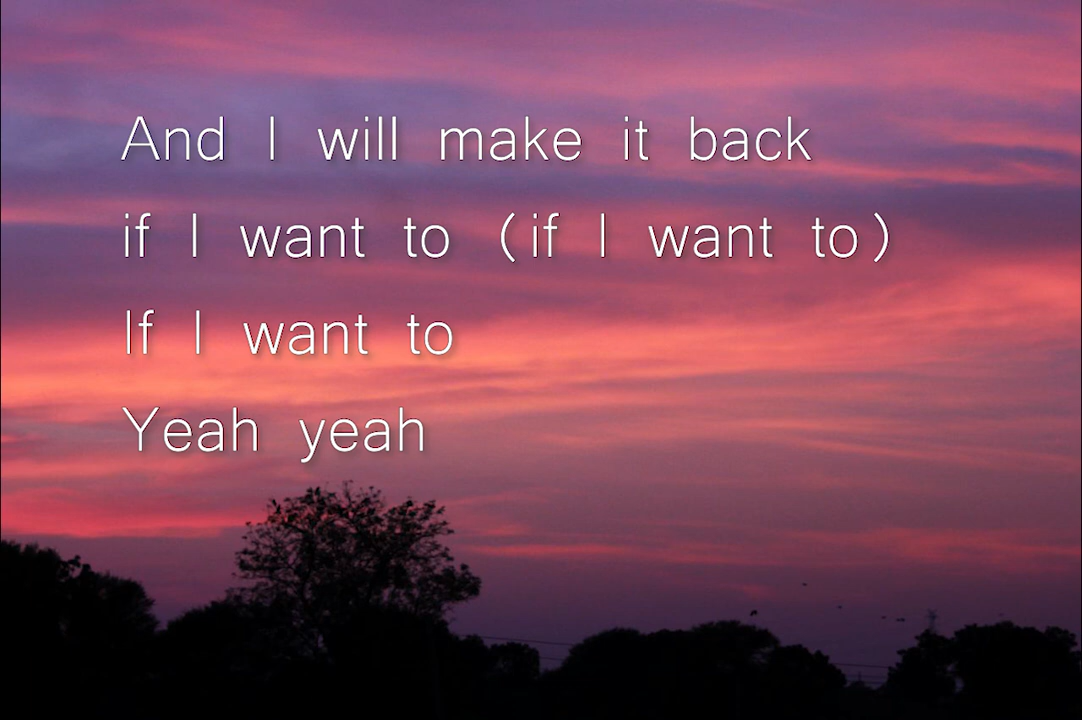 And I will make it back
if I want to (if I want to)
If I want to
Yeah yeah